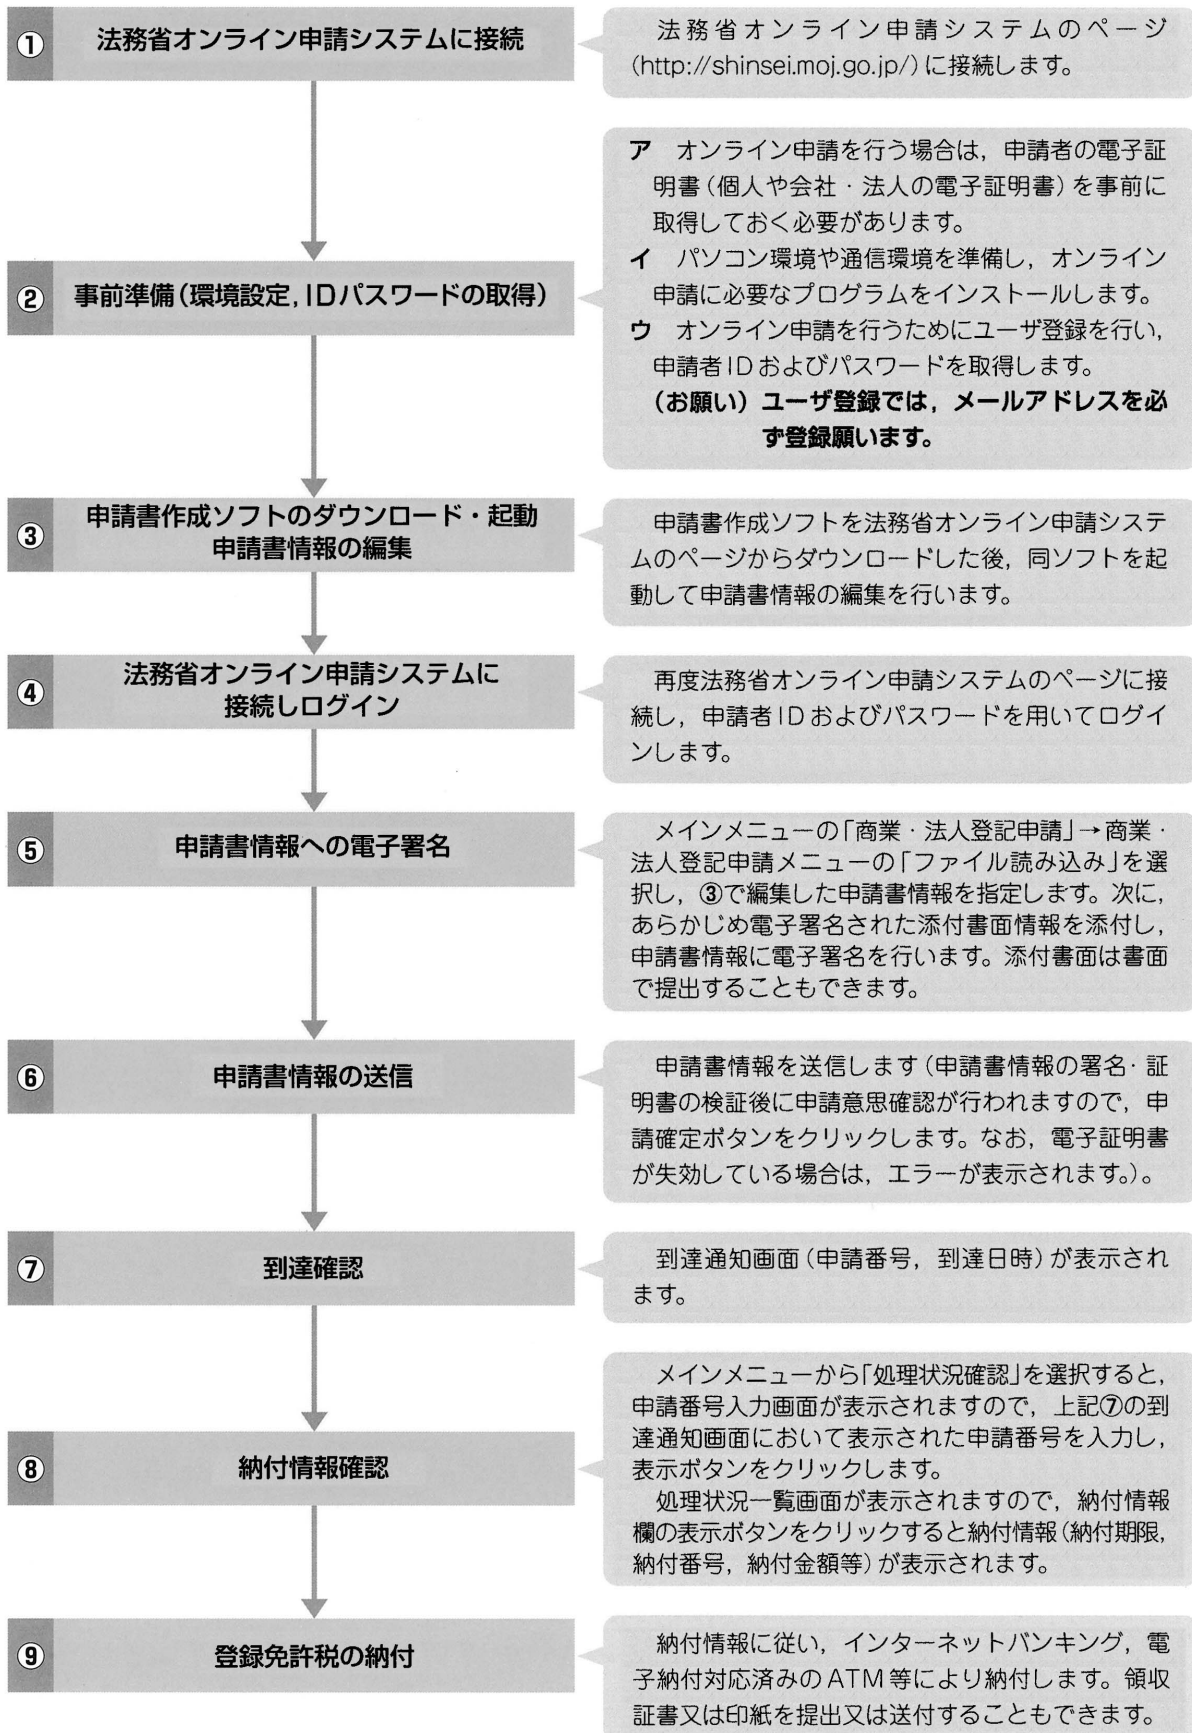 ① 法務省オンライン申請システムに接続
法務省オンライン申請システムのページ
(http://shinsei.moj.go.jp/)に接続します。
② 事前準備(環境設定,IDパスワードの取得)
ア オンライン申請を行う場合は,申請者の電子証
明書(個人や会社・法人の電子証明書)を事前に
取得しておく必要があります。
イ パソコン環境や通信環境を準備し,オンライン
申請に必要なプログラムをインストールします。
ウ オンライン申請を行うためにユーザ登録を行い,
申請者IDおよびパスワードを取得します。
(お願い)ユーザ登録では,メールアドレスを必
ず登録願います。
③ 申請書作成ソフトのダウンロード・起動
申請書情報の編集
申請書作成ソフトを法務省オンライン申請システ
ムのページからダウンロードした後,同ソフトを起
動して申請書情報の編集を行います。
④ 法務省オンライン申請システムに
接続しログイン
再度法務省オンライン申請システムのページに接
続し,申請者IDおよびパスワードを用いてログイ
ンします。
⑤ 申請書情報への電子署名
メインメニューの「商業・法人登記申請」→商業・
法人登記申請メニューの「ファイル読み込み」を選
択し,③で編集した申請書情報を指定します。次に,
あらかじめ電子署名された添付書面情報を添付し,
申請書情報に電子署名を行います。添付書面は書面
で提出することもできます。
⑥ 申請書情報の送信
申請書情報を送信します(申請書情報の署名・証
明書の検証後に申請意思確認が行われますので,申
請確定ボタンをクリックします。なお,電子証明書
が失効している場合は,エラーが表示されます。)。
⑦ 到達確認
到達通知画面(申請番号,到達日時)が表示され
ます。
⑧ 納付情報確認
メインメニューから「処理状況確認」を選択すると,
申請番号入力画面が表示されますので,上記⑦の到
達通知画面において表示された申請番号を入力し,
表示ボタンをクリックします。
処理状況一覧画面が表示されますので,納付情報
欄の表示ボタンをクリックすると納付情報(納付期限,
納付番号,納付金額等)が表示されます。
⑨ 登録免許税の納付
納付情報に従い,インターネットバンキング,電
子納付対応済みのATM等により納付します。領収
証書又は印紙を提出又は送付することもできます。